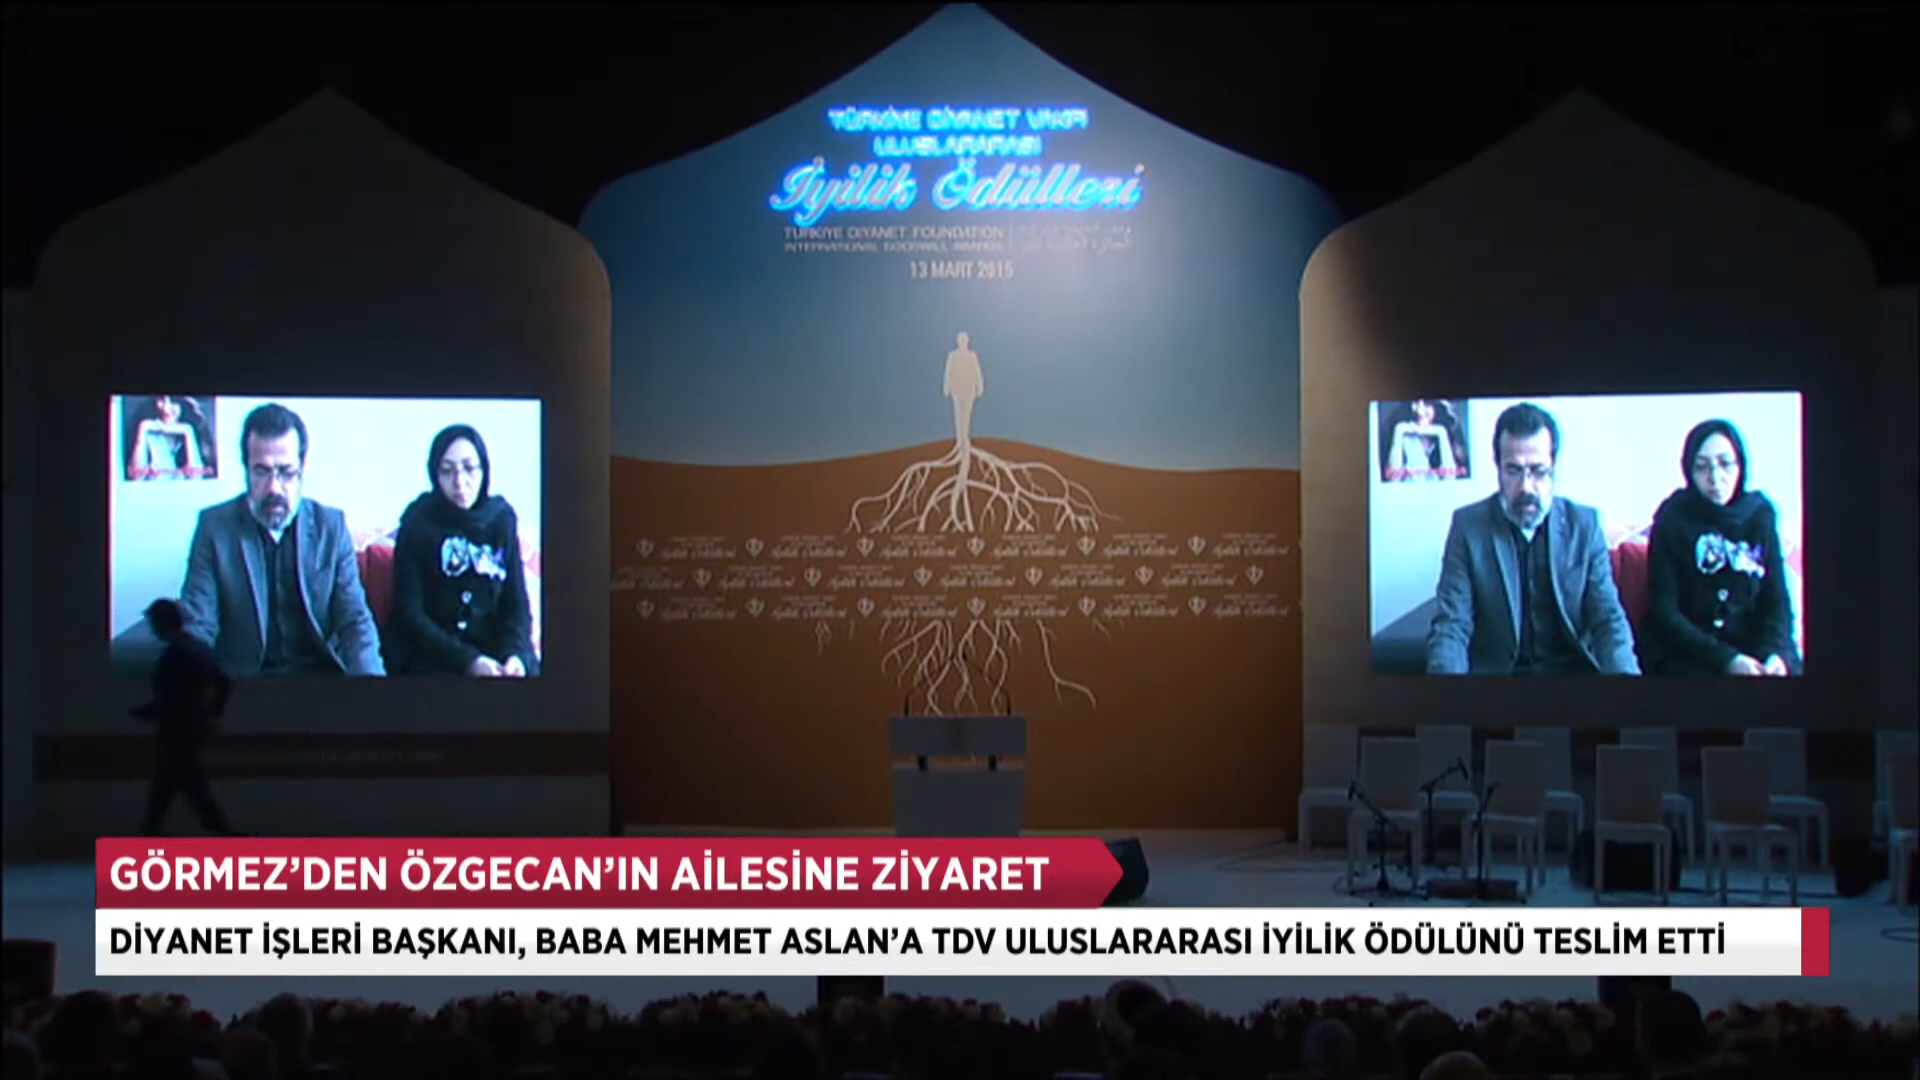 TÜRKİYE DİYANET VAKFI
ULUSLARARASI
İyilik Ödülleri
TÜRKİYE DİYANET FOUNDATION
INTERNATIONAL GOODWILL AWARDS
13 MART 2015
GÖRMEZ’DEN ÖZGECAN’IN AİLESİNE ZİYARET
DİYANET İŞLERİ BAŞKANI, BABA MEHMET ASLAN’A TDV ULUSLARARASI İYİLİK ÖDÜLÜNÜ TESLİM ETTİ